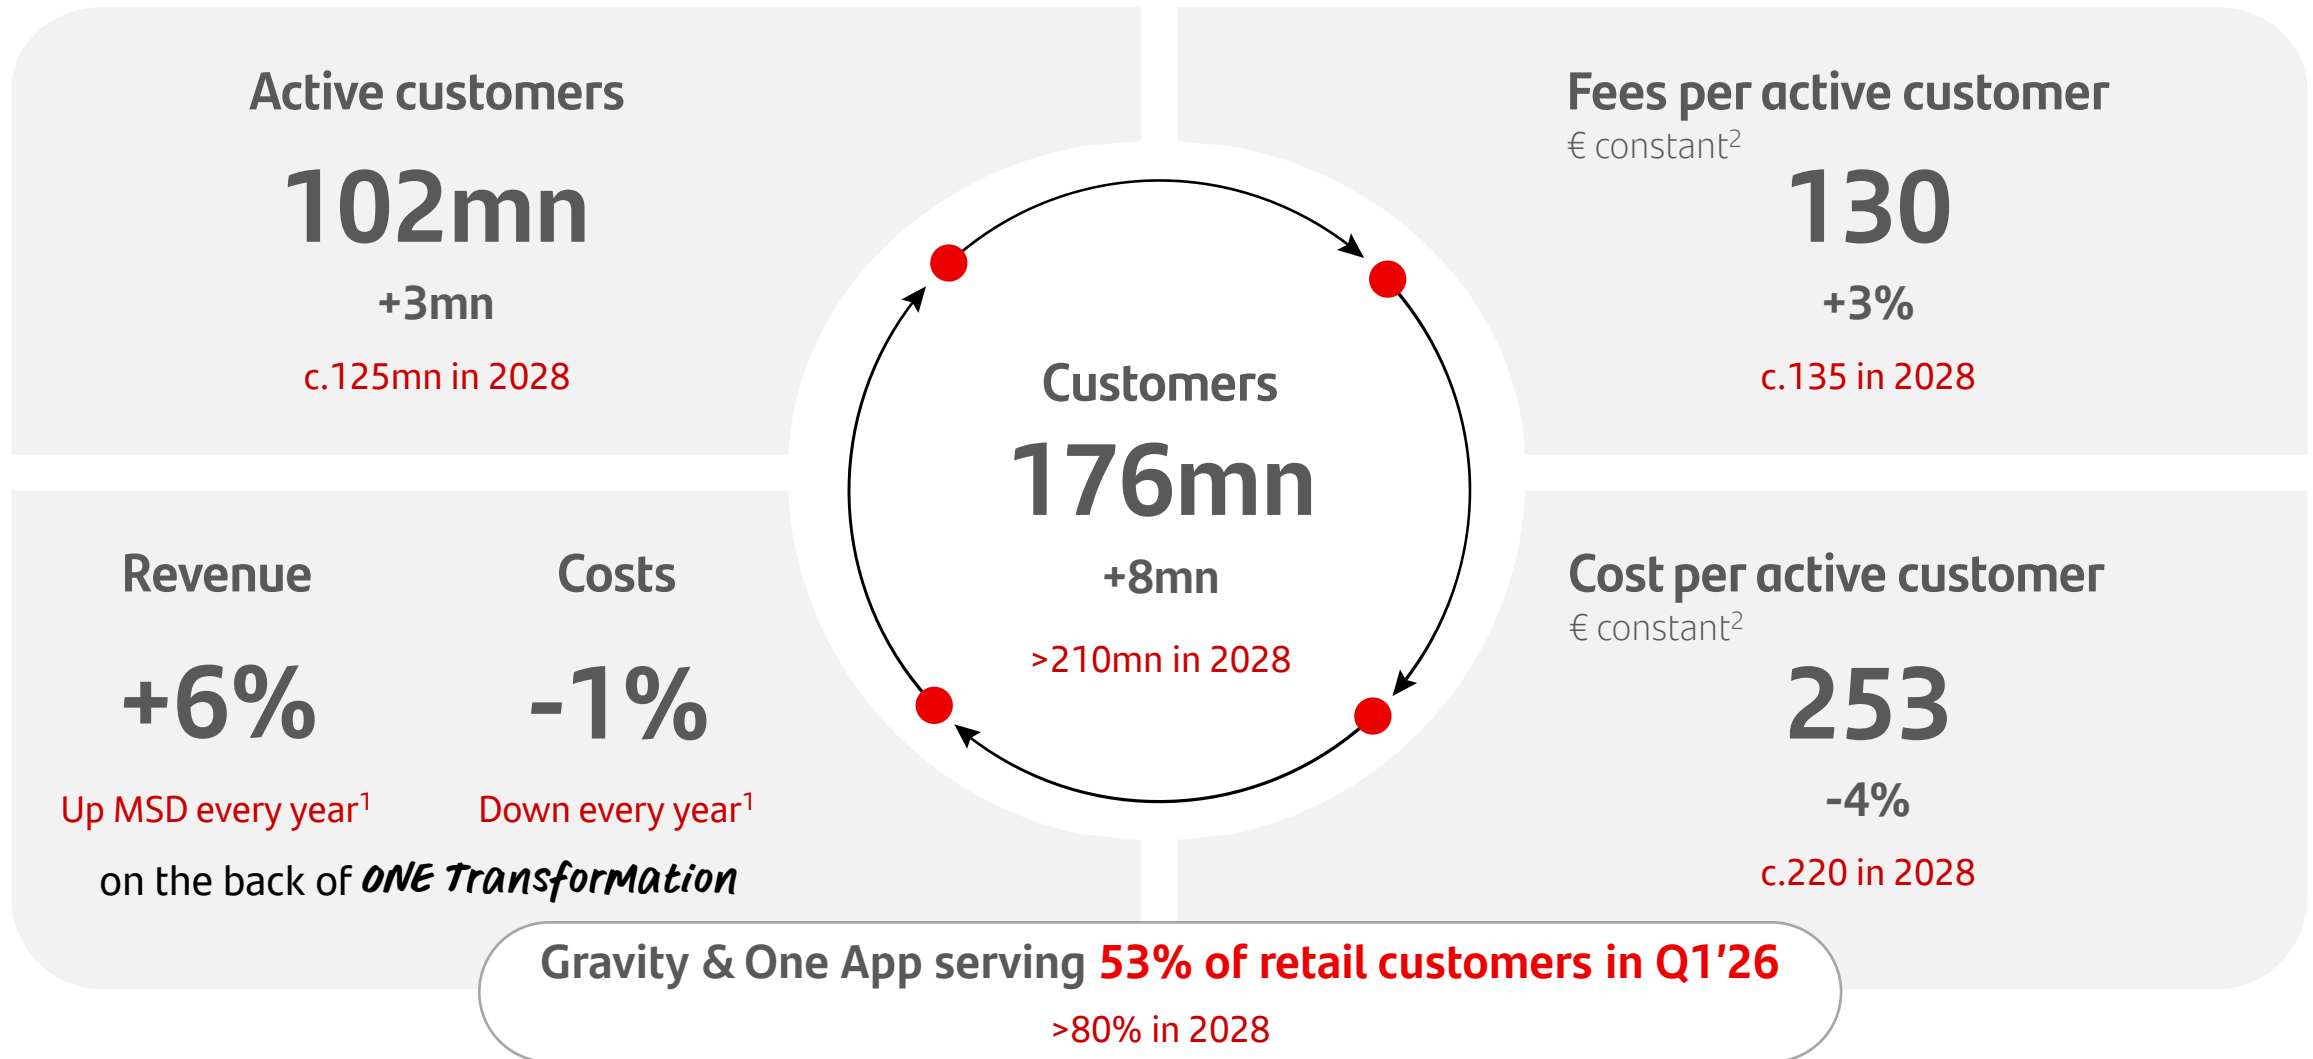 Active customers
102mn
+3mn
c.125mn in 2028
Fees per active customer
€ constant²
130
+3%
c.135 in 2028
Customers
176mn
+8mn
>210mn in 2028
Revenue
+6%
Up MSD every year¹
Costs
-1%
Down every year¹
on the back of ONE Transformation
Cost per active customer
€ constant²
253
-4%
c.220 in 2028
Gravity & One App serving 53% of retail customers in Q1’26
>80% in 2028